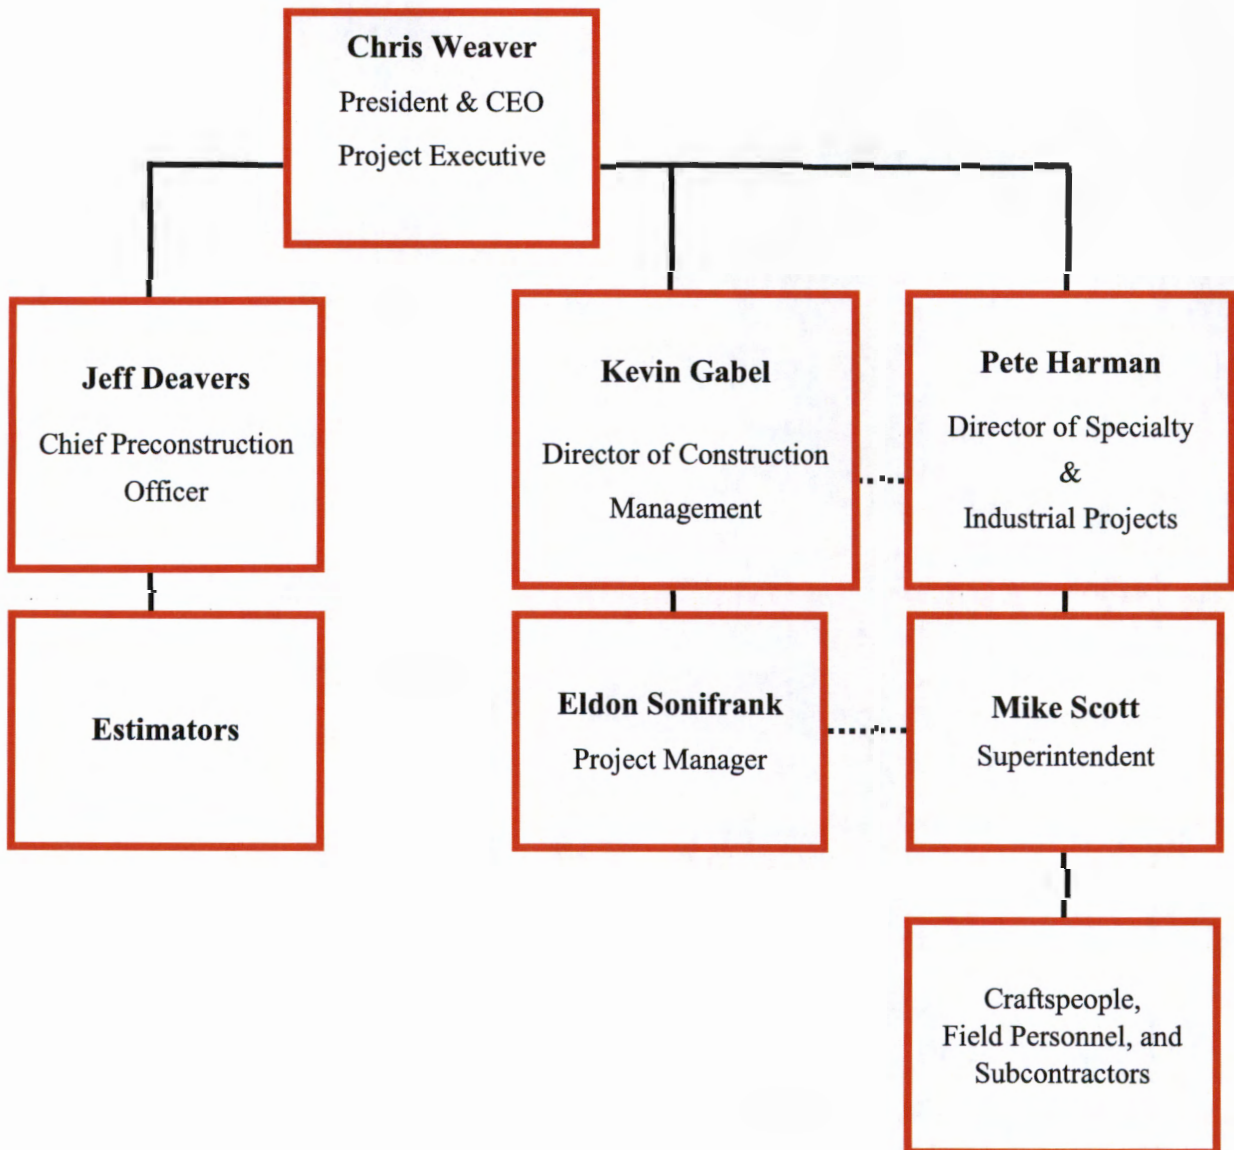 Chris Weaver
President & CEO
Project Executive
Jeff Deavers
Chief Preconstruction
Officer
Kevin Gabel
Director of Construction
Management
Pete Harman
Director of Specialty
&
Industrial Projects
Estimators
Eldon Sonifrank
Project Manager
Mike Scott
Superintendent
Craftspeople,
Field Personnel, and
Subcontractors